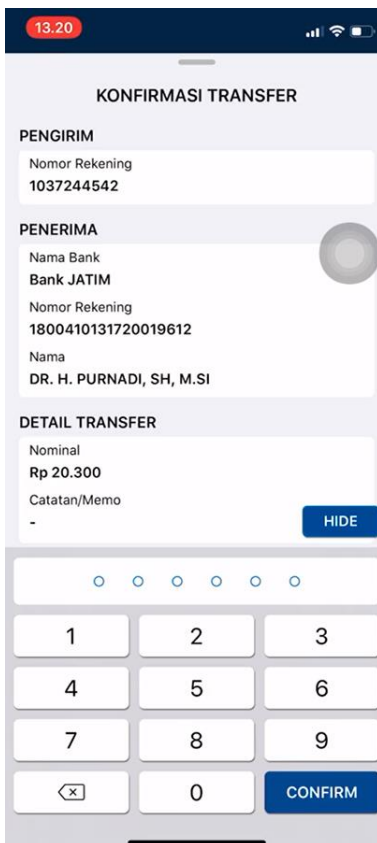 13.20
KONFIRMASI TRANSFER
PENGIRIM
Nomor Rekening
1037244542
PENERIMA
Nama Bank
Bank JATIM
Nomor Rekening
1800410131720019612
Nama
DR. H. PURNADI, SH, M.SI
DETAIL TRANSFER
Nominal
Rp 20.300
Catatan/Memo
-
HIDE
1 2 3
4 5 6
7 8 9
0 CONFIRM